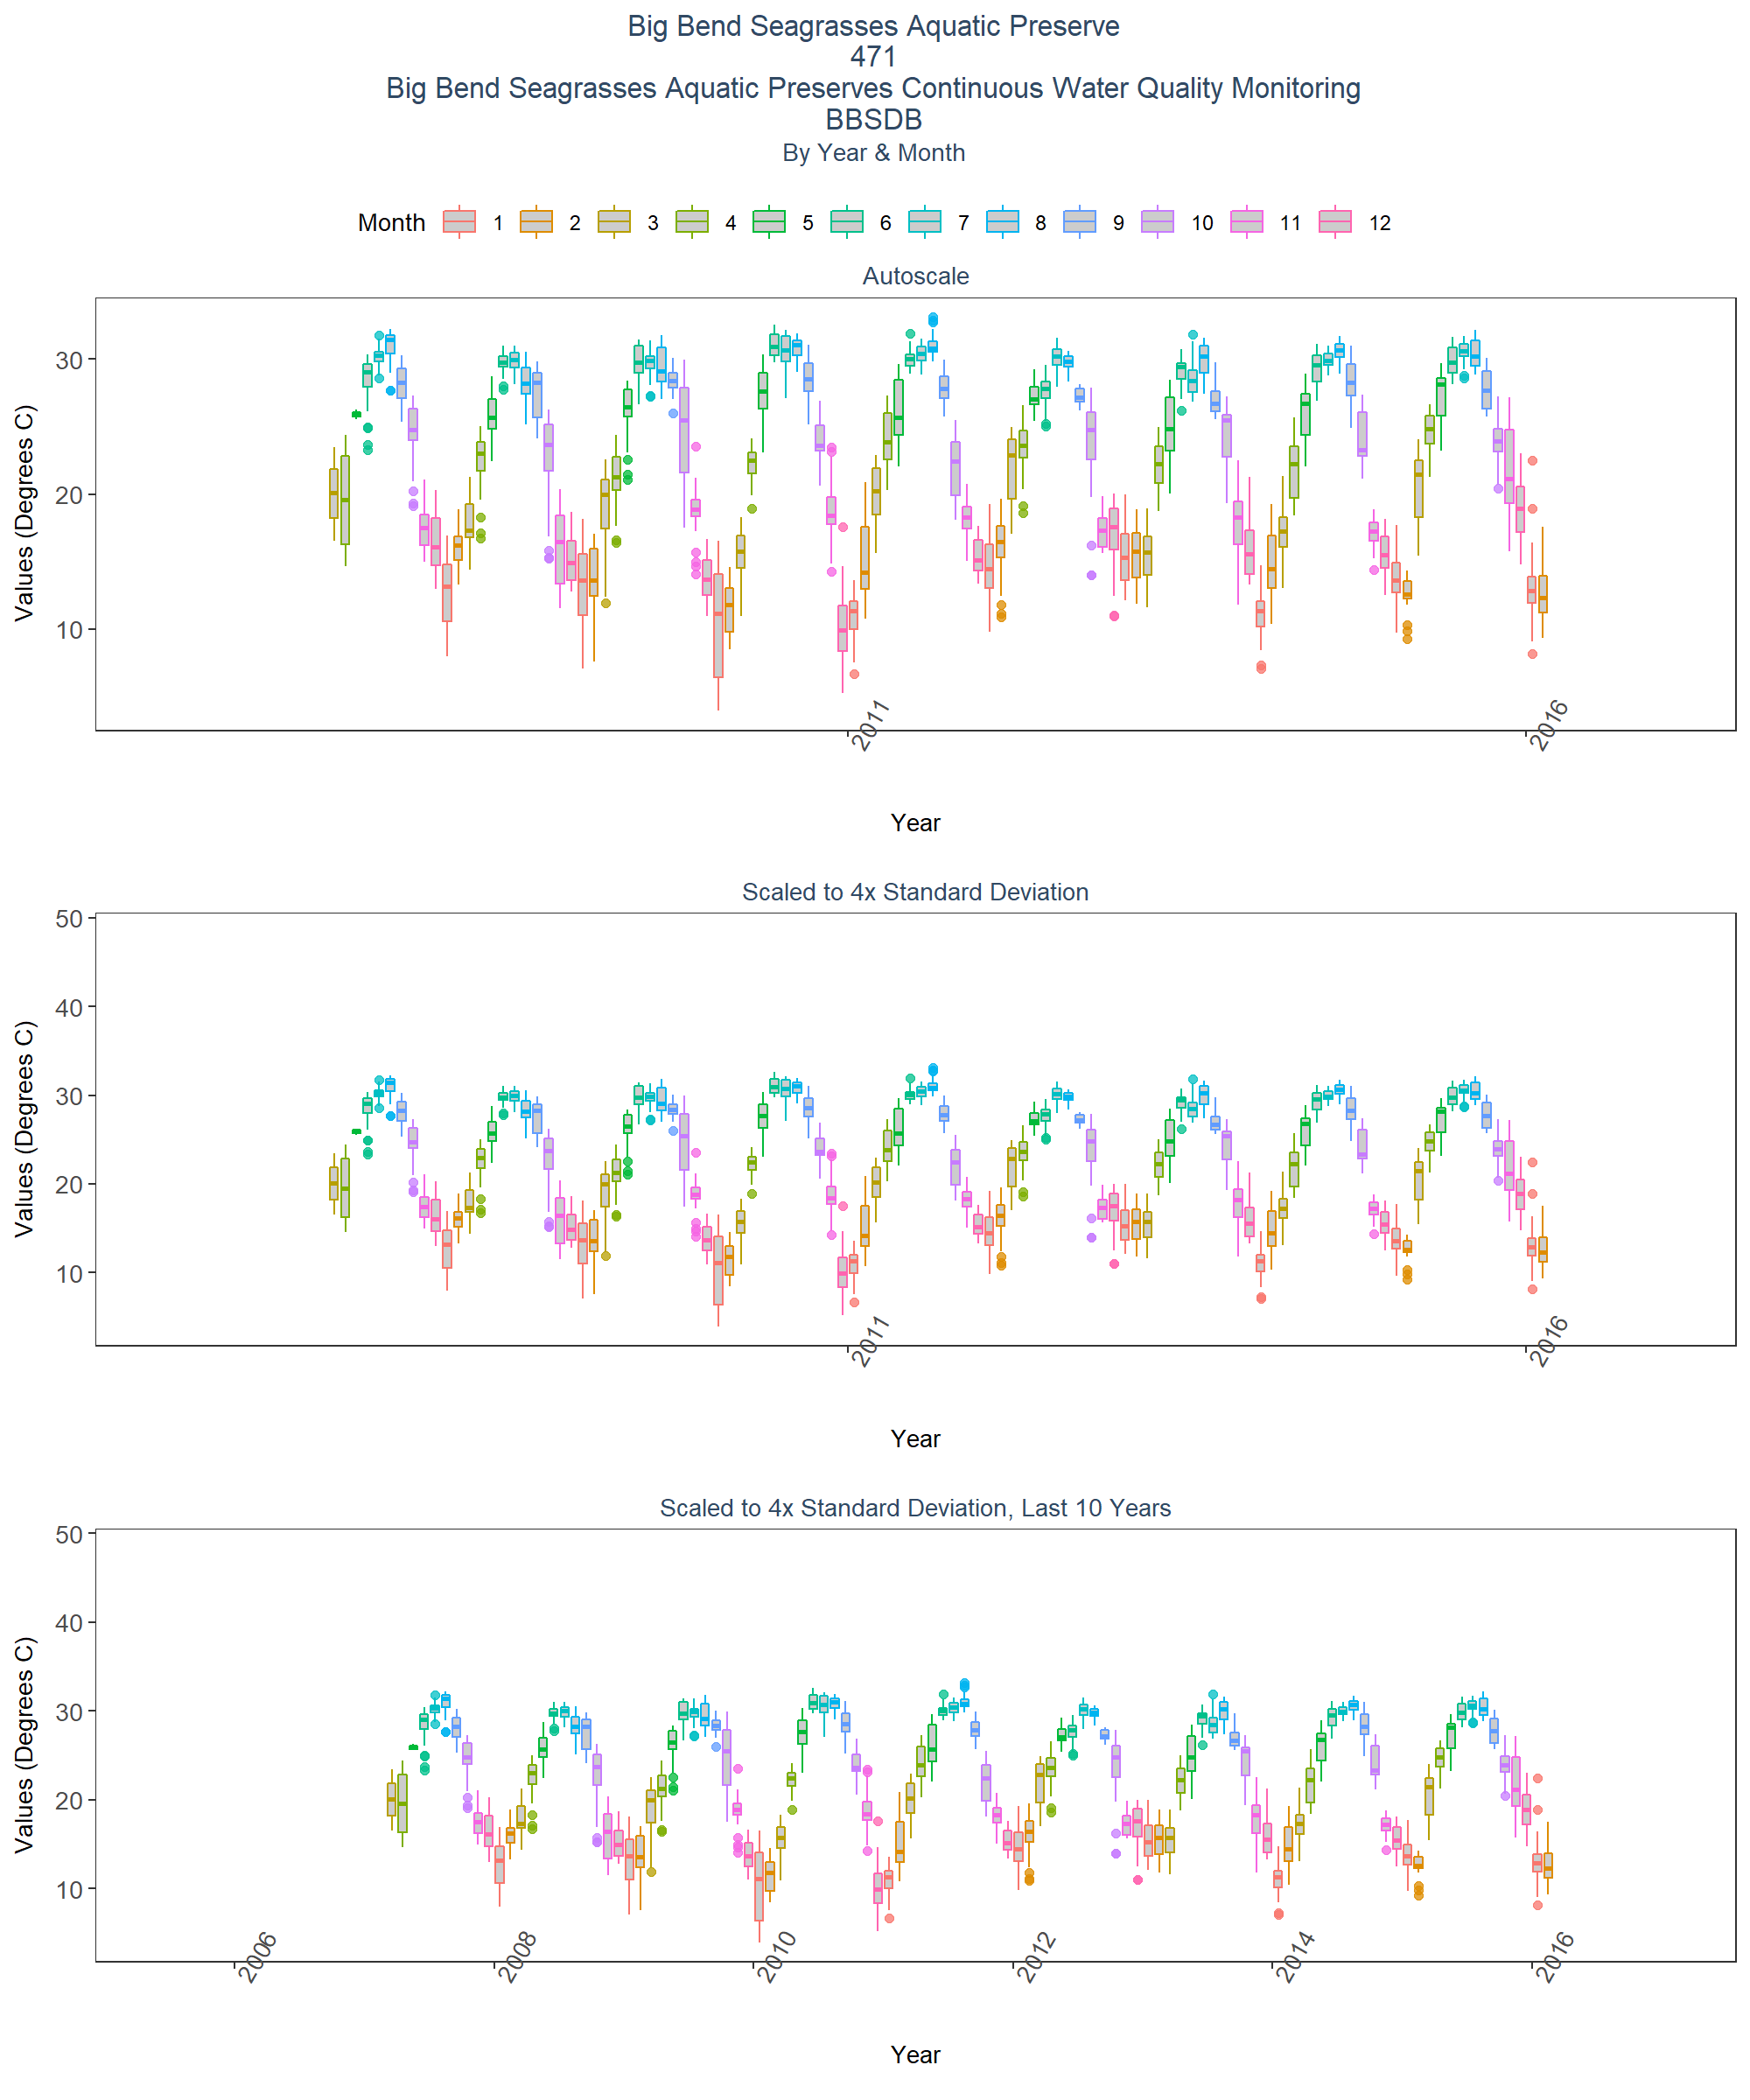 Big Bend Seagrasses Aquatic Preserve
471
Big Bend Seagrasses Aquatic Preserves Continuous Water Quality Monitoring
BBSDB
By Year & Month
Month 1 2 3 4 5 6 7 8 9 10 11 12
Autoscale
Values (Degrees C)
30
20
10
2011 2016
Year
Scaled to 4x Standard Deviation
Values (Degrees C)
50
40
30
20
10
2011 2016
Year
Scaled to 4x Standard Deviation, Last 10 Years
Values (Degrees C)
50
40
30
20
10
2006 2008 2010 2012 2014 2016
Year